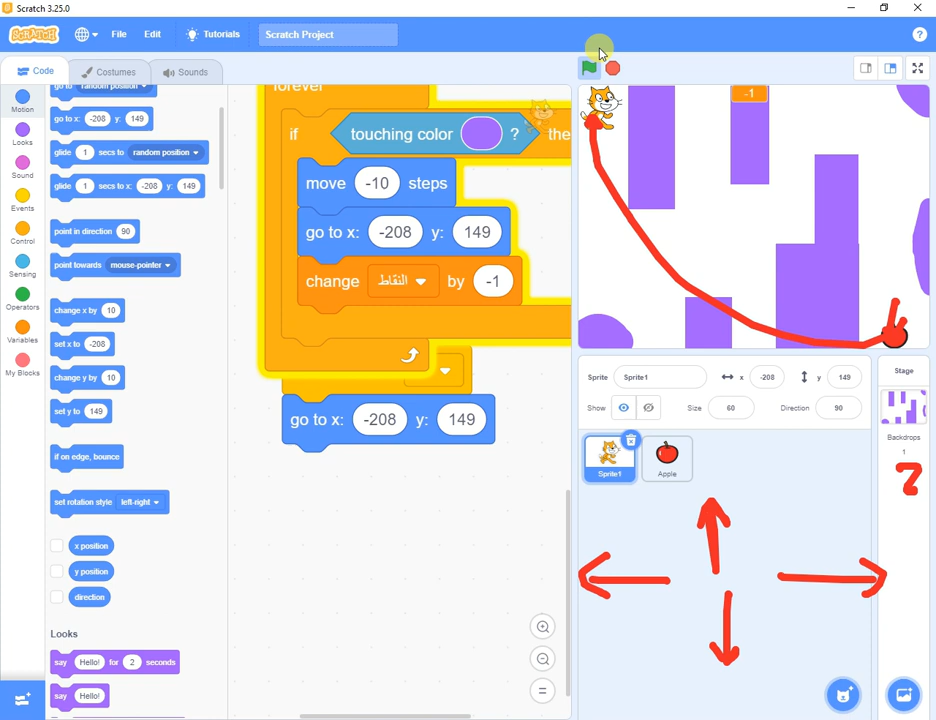 Scratch 3.25.0
SCRATCH File Edit Tutorials Scratch Project ?
Code Costumes Sounds
Motion
Looks
Sound
Events
Control
Sensing
Operators
Variables
My Blocks
go to random position
go to x: -208 y: 149
glide 1 secs to random position
glide 1 secs to x: -208 y: 149
point in direction 90
point towards mouse-pointer
change x by 10
set x to -208
change y by 10
set y to 149
if on edge, bounce
set rotation style left-right
x position
y position
direction
Looks
say Hello! for 2 seconds
say Hello!
forever
if touching color ? the
move -10 steps
go to x: -208 y: 149
change النقاط by -1
go to x: -208 y: 149
-1
Sprite Sprite1 x -208 y 149
Show Size 60 Direction 90
Sprite1
Apple
Stage
Backdrops
1